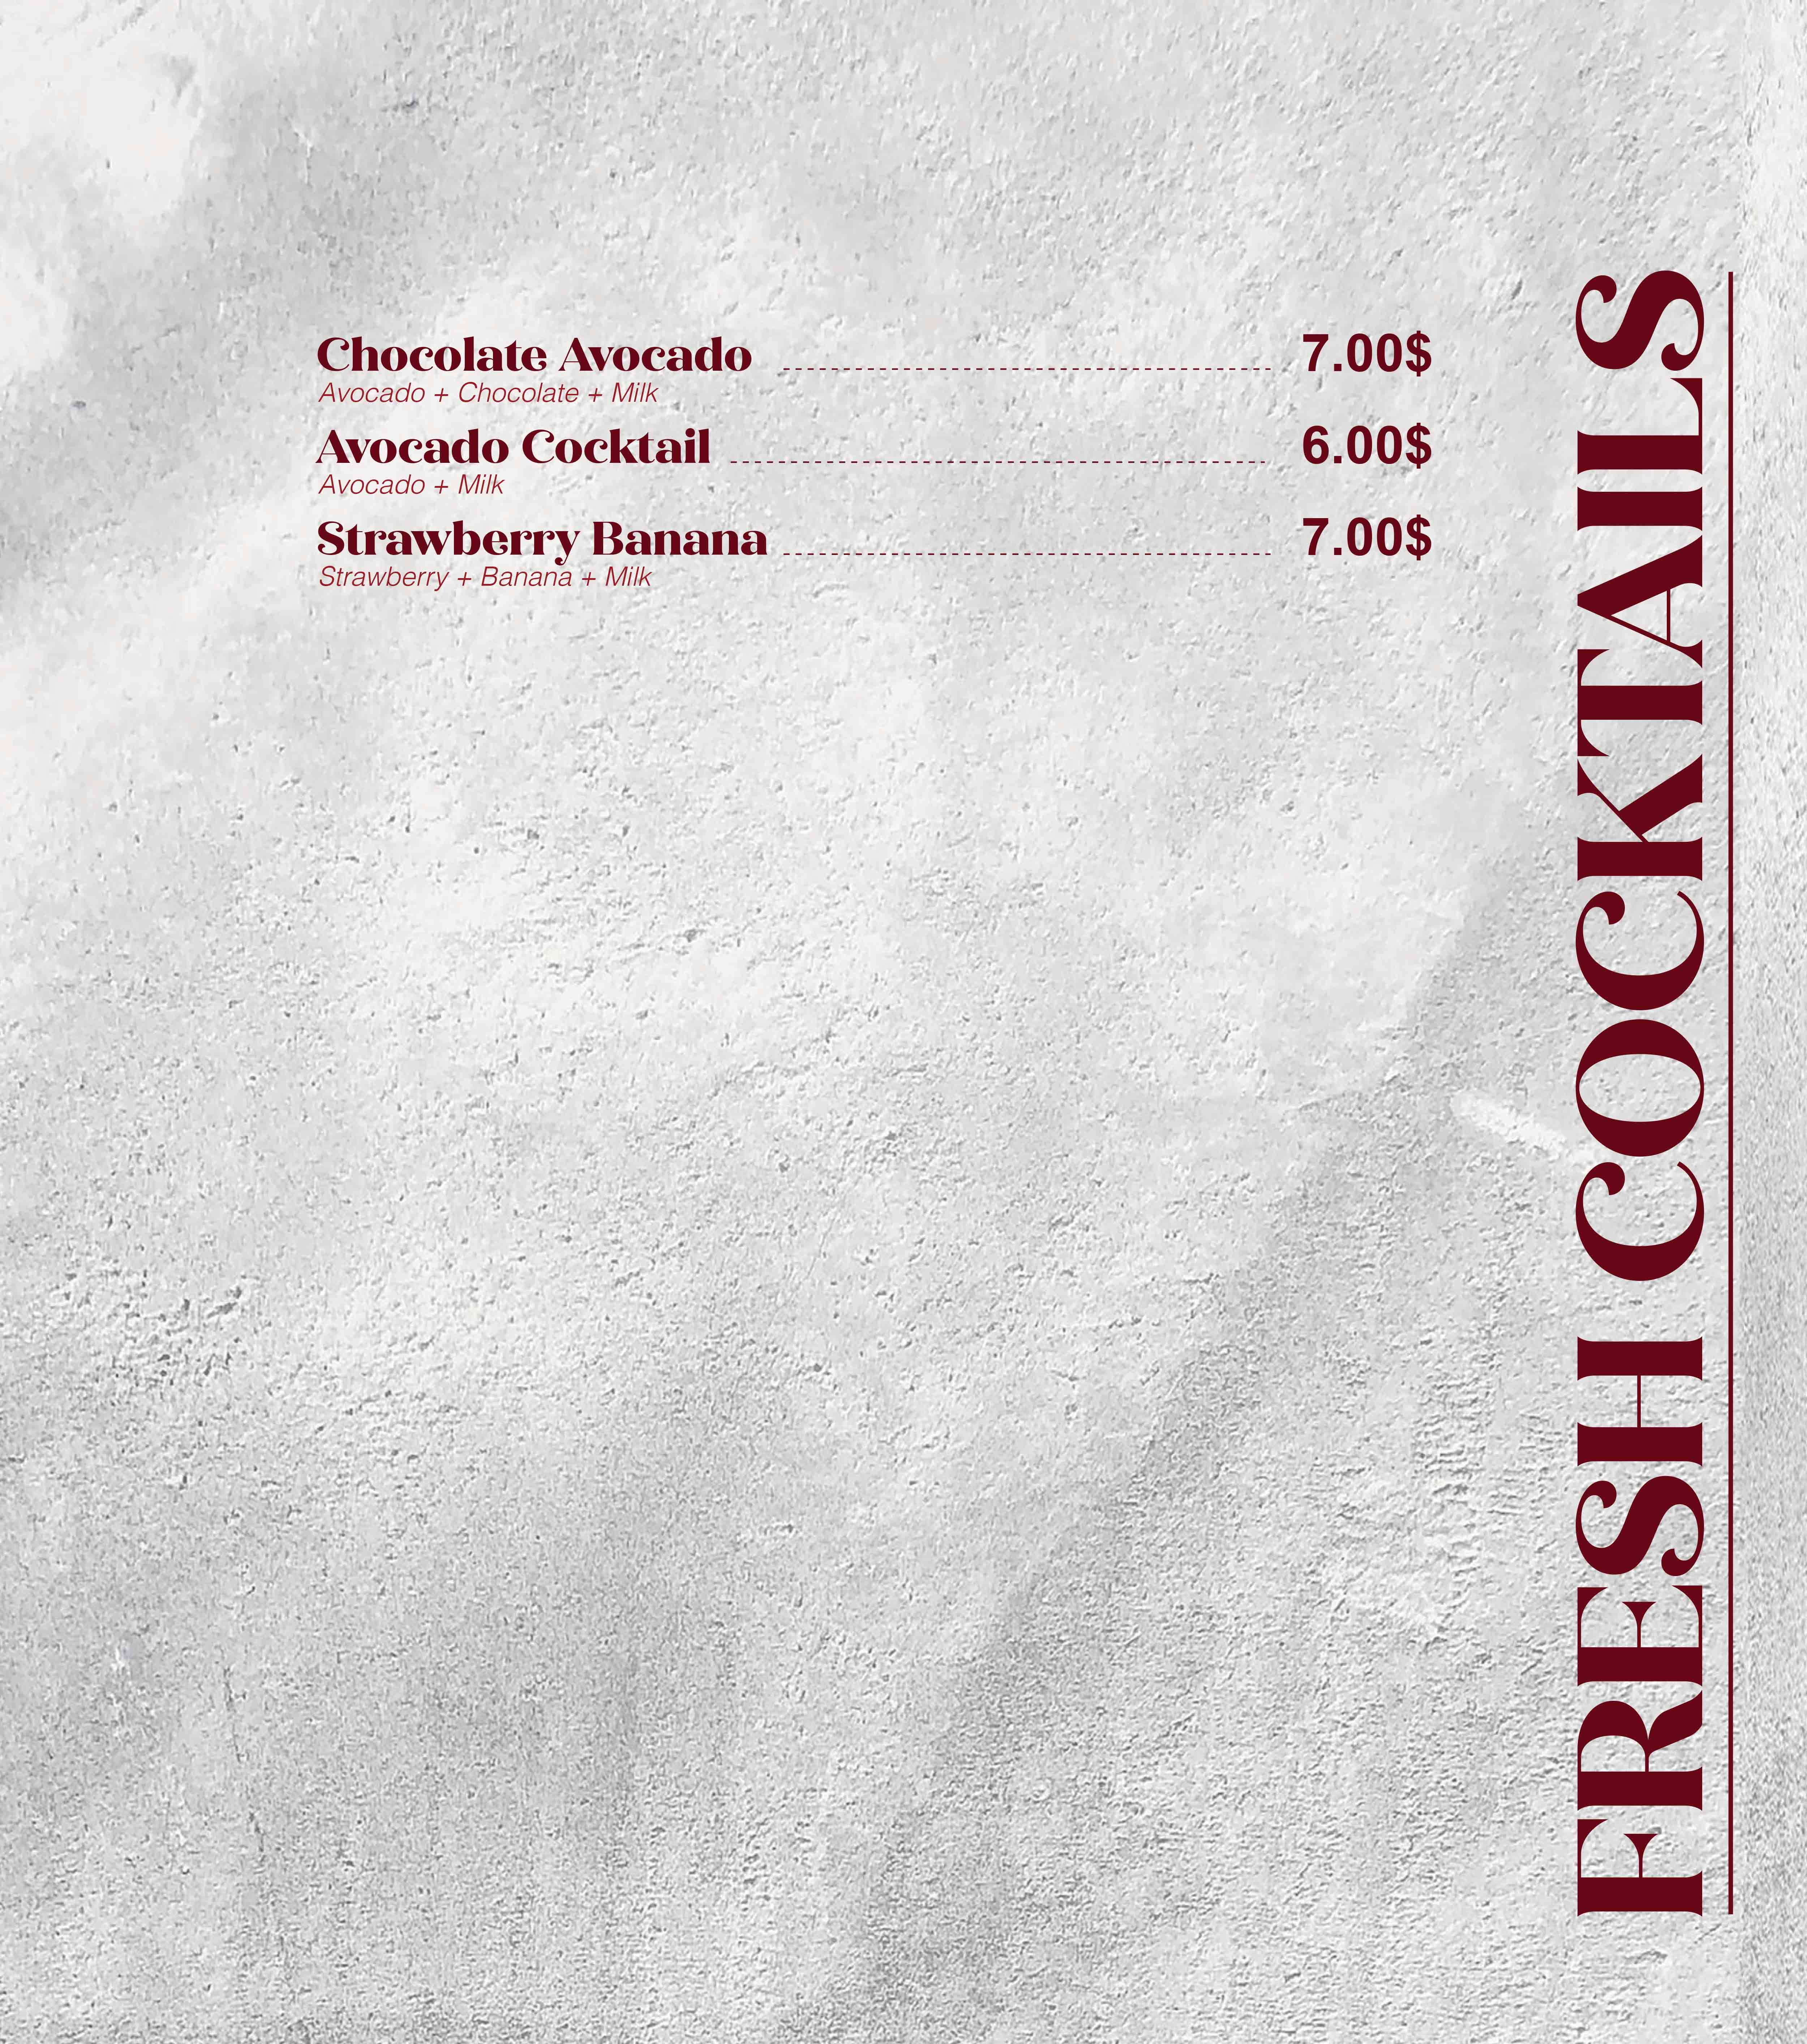 FRESH COCKTAILS
Chocolate Avocado 7.00$
Avocado + Chocolate + Milk
Avocado Cocktail 6.00$
Avocado + Milk
Strawberry Banana 7.00$
Strawberry + Banana + Milk